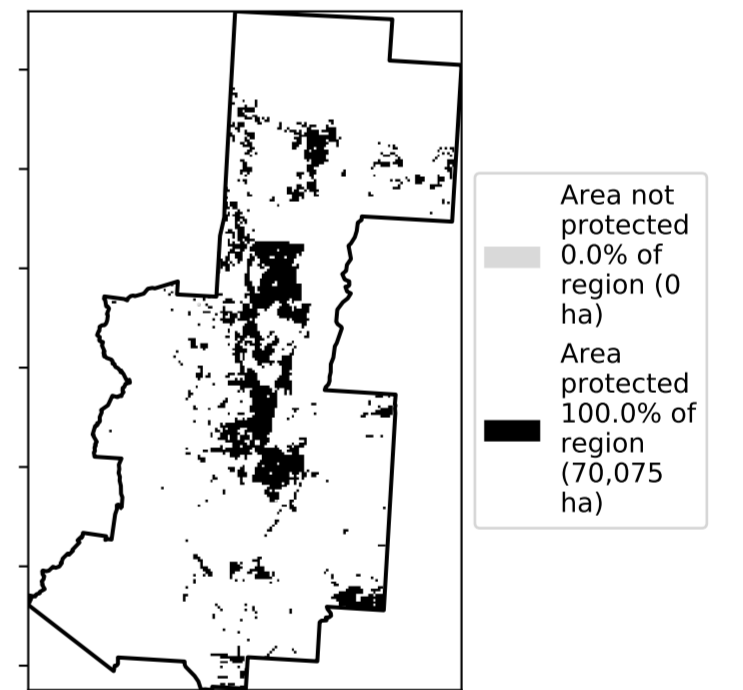 Area not
protected
0.0% of
region (0
ha)
Area
protected
100.0% of
region
(70,075
ha)